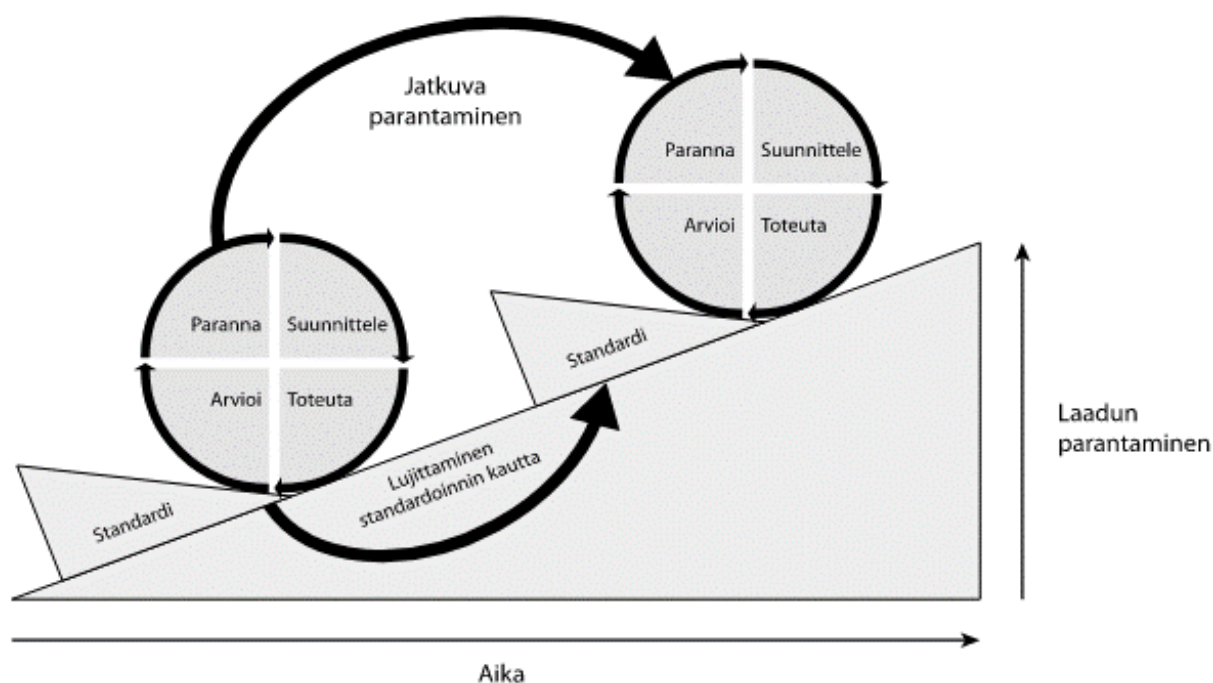 Jatkuva
parantaminen
Paranna Suunnittele
Arvioi Toteuta
Paranna Suunnittele
Arvioi Toteuta
Standardi
Standardi
Lujittaminen
standardoinnin kautta
Laadun
parantaminen
Aika